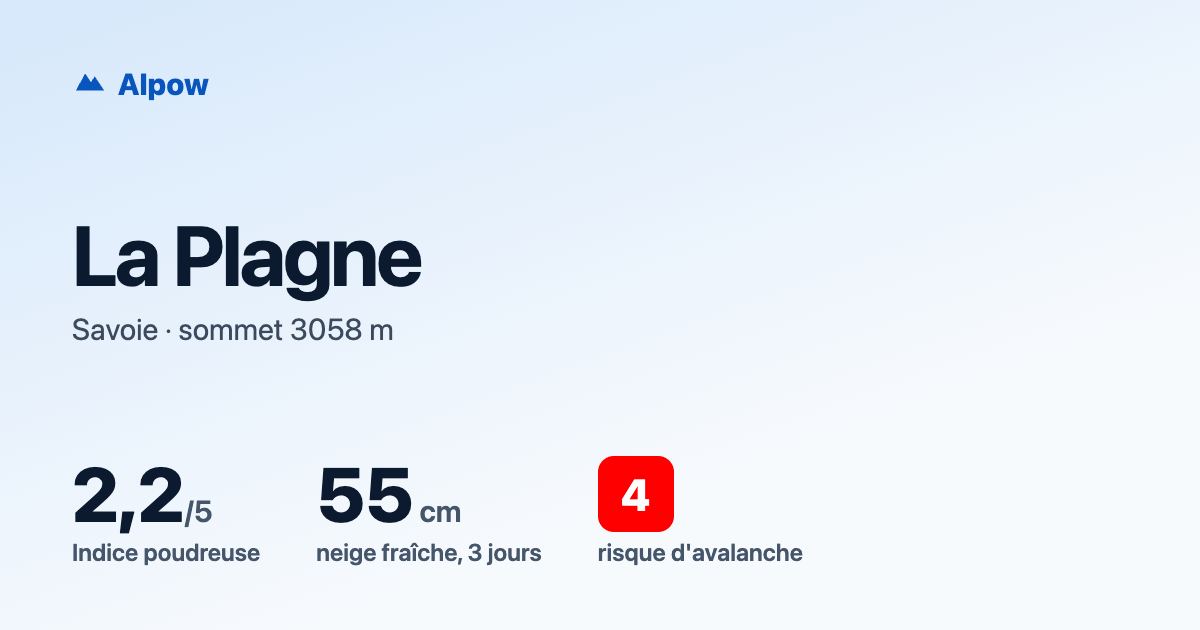 Alpow
La Plagne
Savoie · sommet 3058 m
2,2/5
Indice poudreuse
55 cm
neige fraîche, 3 jours
4
risque d'avalanche